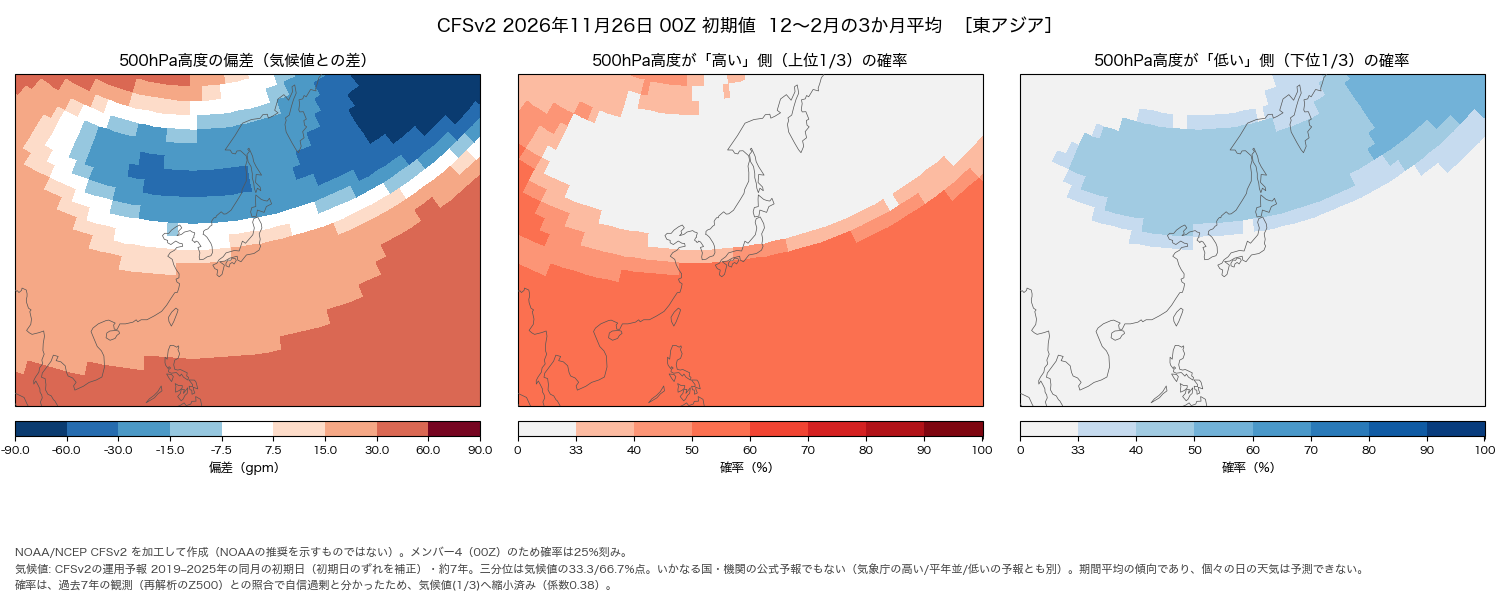 CFSv2 2026年11月26日 00Z 初期値  12～2月の3か月平均  ［東アジア］
500hPa高度の偏差（気候値との差）
500hPa高度が「高い」側（上位1/3）の確率
500hPa高度が「低い」側（下位1/3）の確率
-90.0 -60.0 -30.0 -15.0 -7.5 7.5 15.0 30.0 60.0 90.0
偏差（gpm）
0 33 40 50 60 70 80 90 100
確率（%）
0 33 40 50 60 70 80 90 100
確率（%）
NOAA/NCEP CFSv2 を加工して作成（NOAAの推奨を示すものではない）。メンバー4（00Z）のため確率は25%刻み。
気候値: CFSv2の運用予報 2019–2025年の同月の初期日（初期日のずれを補正）・約7年。三分位は気候値の33.3/66.7%点。いかなる国・機関の公式予報でもない（気象庁の高い/平年並/低いの予報とも別）。期間平均の傾向であり、個々の日の天気は予測できない。
確率は、過去7年の観測（再解析のZ500）との照合で自信過剰と分かったため、気候値(1/3)へ縮小済み（係数0.38）。